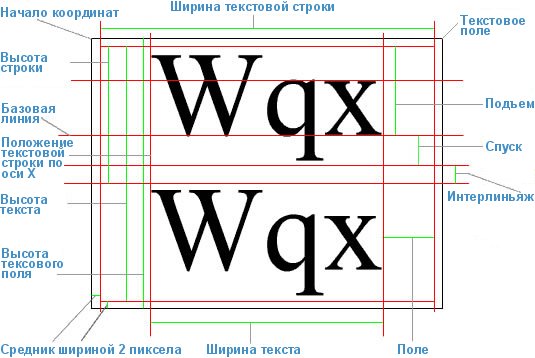 Ширина текстовой строки
Начало координат
Текстовое
поле
Высота
строки
Wqx
Базовая
линия
Подъем
Положение
текстовой
строки по
оси X
Спуск
Интерлиньяж
Высота
текста
Wqx
Высота
тексового
поля
Средник шириной 2 пиксела
Ширина текста
Поле